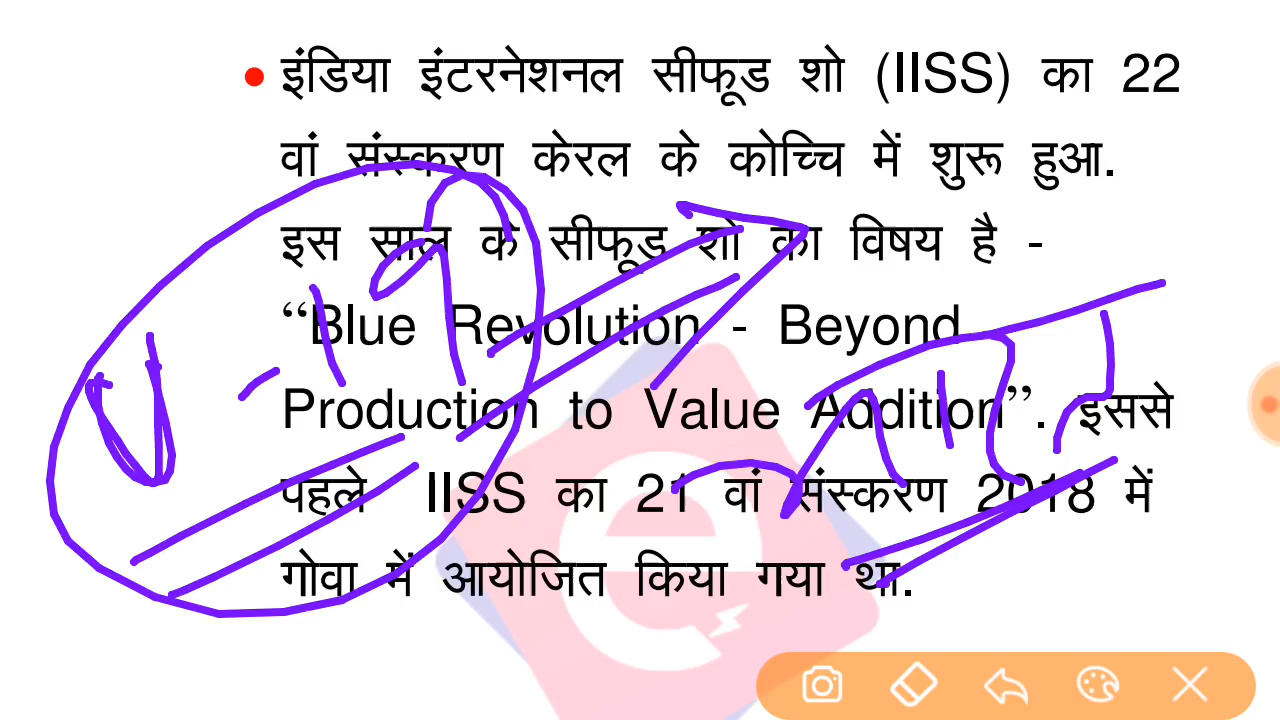 • इंडिया इंटरनेशनल सीफूड शो (IISS) का 22
वां संस्करण केरल के कोच्चि में शुरू हुआ.
इस साल के सीफूड शो का विषय है -
“Blue Revolution - Beyond
Production to Value Addition”. इससे
पहले IISS का 21 वां संस्करण 2018 में
गोवा में आयोजित किया गया था.